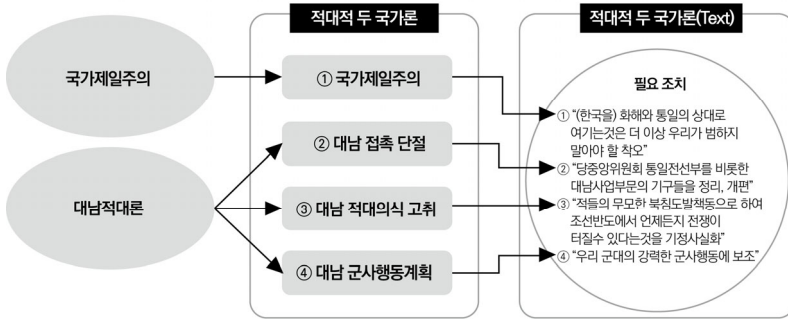 적대적 두 국가론
적대적 두 국가론(Text)
국가제일주의
대남적대론
① 국가제일주의
② 대남 접촉 단절
③ 대남 적대의식 고취
④ 대남 군사행동계획
필요 조치
① “(한국을) 화해와 통일의 상대로
여기는것은 더 이상 우리가 범하지
말아야 할 착오”
② “당중앙위원회 통일전선부를 비롯한
대남사업부문의 기구들을 정리, 개편”
③ “적들의 무모한 북침도발책동으로 하여
조선반도에서 언제든지 전쟁이
터질수 있다는것을 기정사실화”
④ “우리 군대의 강력한 군사행동에 보조”